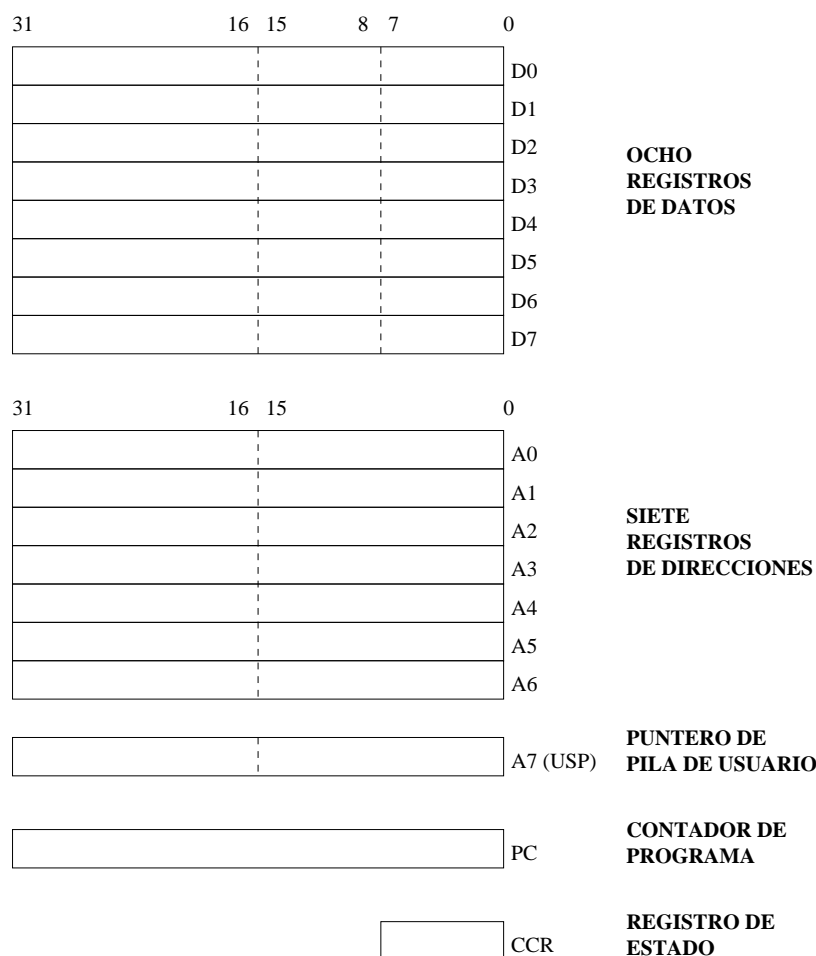 31 16 15 8 7 0
D0
D1
D2
D3
D4
D5
D6
D7
OCHO
REGISTROS
DE DATOS
31 16 15 0
A0
A1
A2
A3
A4
A5
A6
SIETE
REGISTROS
DE DIRECCIONES
A7 (USP)
PUNTERO DE
PILA DE USUARIO
PC
CONTADOR DE
PROGRAMA
CCR
REGISTRO DE
ESTADO